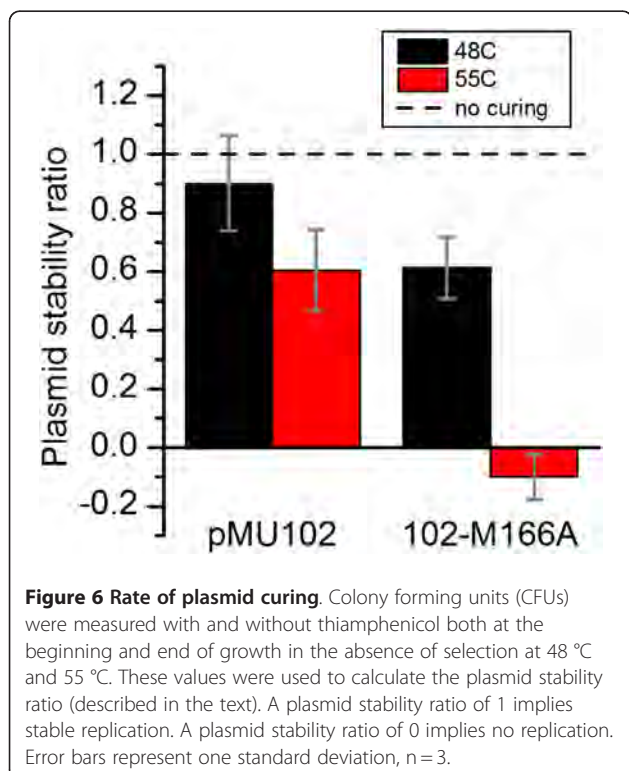 48C
55C
no curing
Plasmid stability ratio
1.2
1.0
0.8
0.6
0.4
0.2
0.0
-0.2
pMU102 102-M166A
Figure 6 Rate of plasmid curing. Colony forming units (CFUs)
were measured with and without thiamphenicol both at the
beginning and end of growth in the absence of selection at 48 °C
and 55 °C. These values were used to calculate the plasmid stability
ratio (described in the text). A plasmid stability ratio of 1 implies
stable replication. A plasmid stability ratio of 0 implies no replication.
Error bars represent one standard deviation, n = 3.